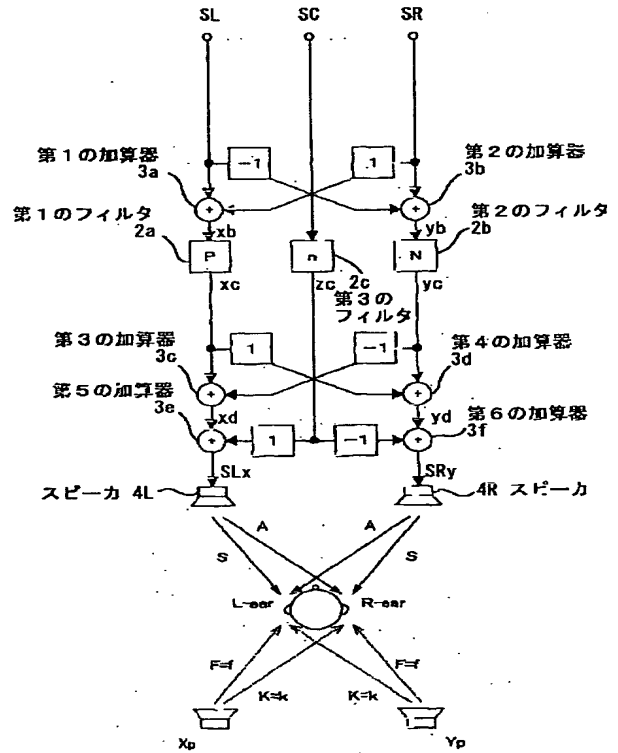 SL SC SR
第1の加算器 3a
-1
1
第2の加算器 3b
第1のフィルタ 2a
xb
yb
第2のフィルタ 2b
P
n
N
xc
zc
2c
yc
第3の
フィルタ
第3の加算器 3c
1
-1
第4の加算器 3d
第5の加算器 3e
xd
yd
第6の加算器 3f
1
-1
SLx
SRy
スピーカ 4L
4R スピーカ
A
A
S
S
L-ear
R-ear
F=f
K=k
K=k
F=f
Xp
Yp